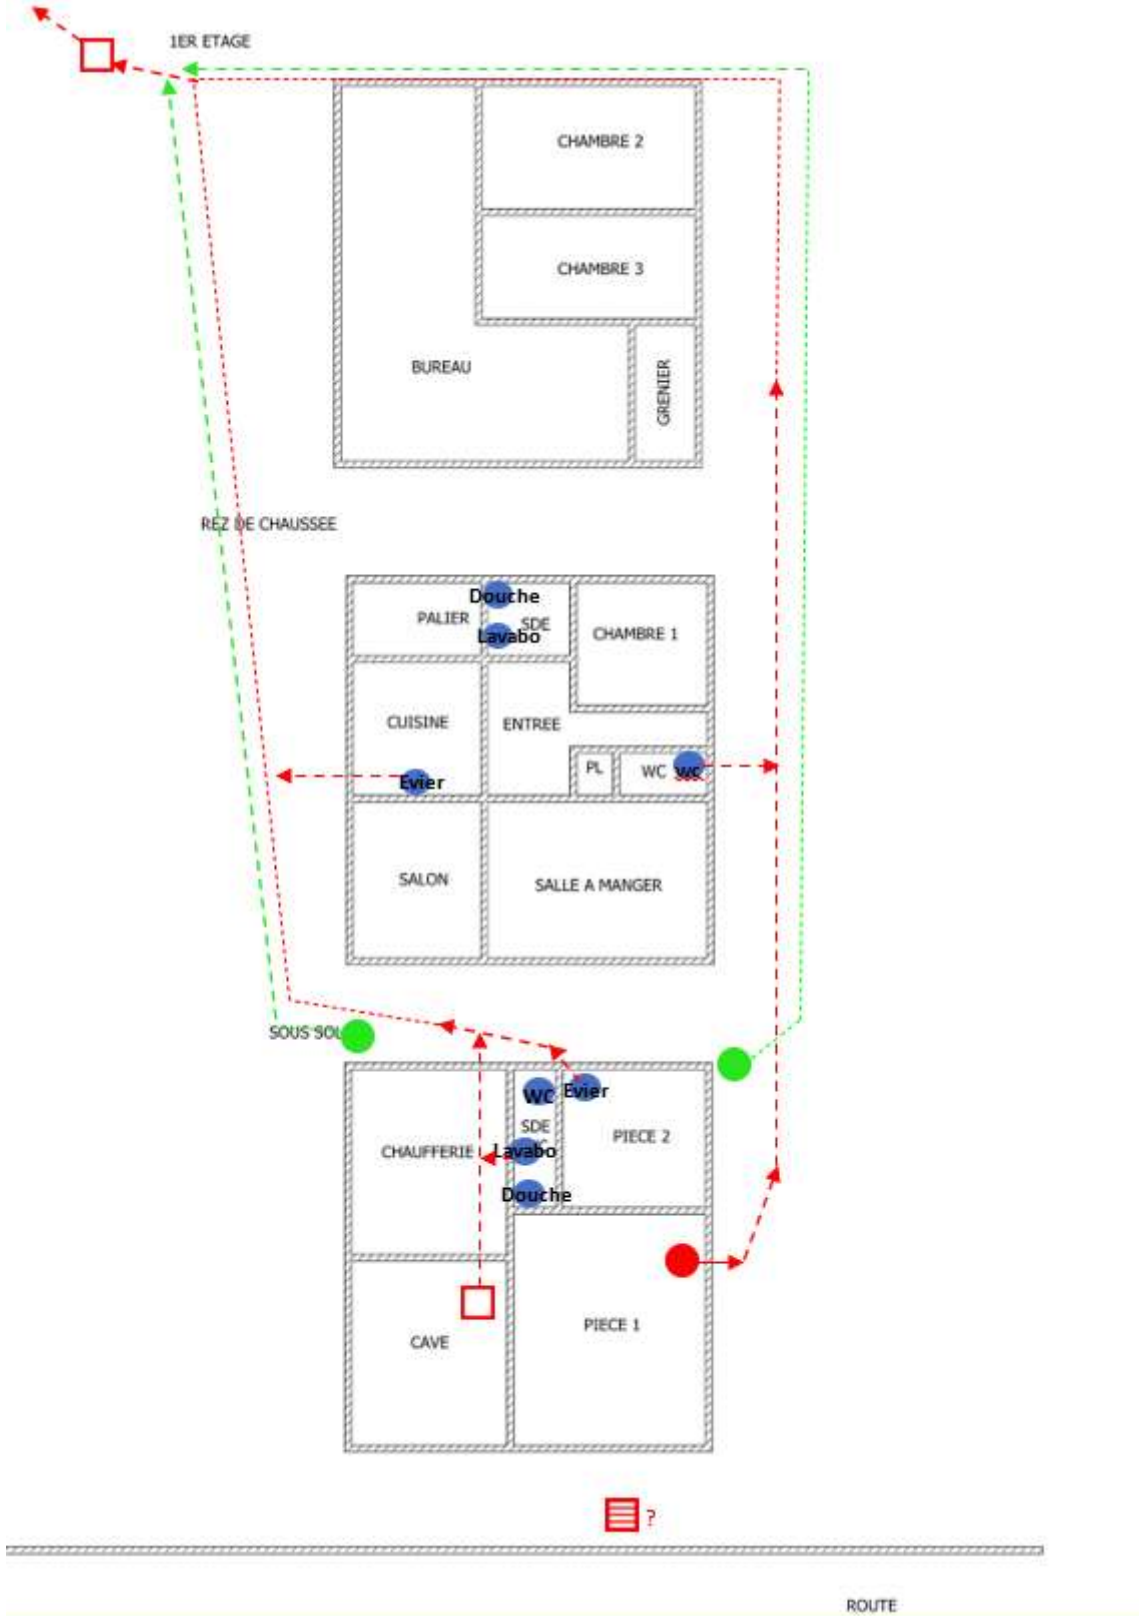 1ER ETAGE
CHAMBRE 2
CHAMBRE 3
BUREAU
GRENIER
REZ DE CHAUSSEE
Douche
PALIER
SDE
Lavabo
CHAMBRE 1
CUISINE
ENTREE
PL
WC
wc
Evier
SALON
SALLE A MANGER
SOUS SOL
WC
Evier
SDE
PIECE 2
CHAUFFERIE
Lavabo
Douche
PIECE 1
CAVE
?
ROUTE